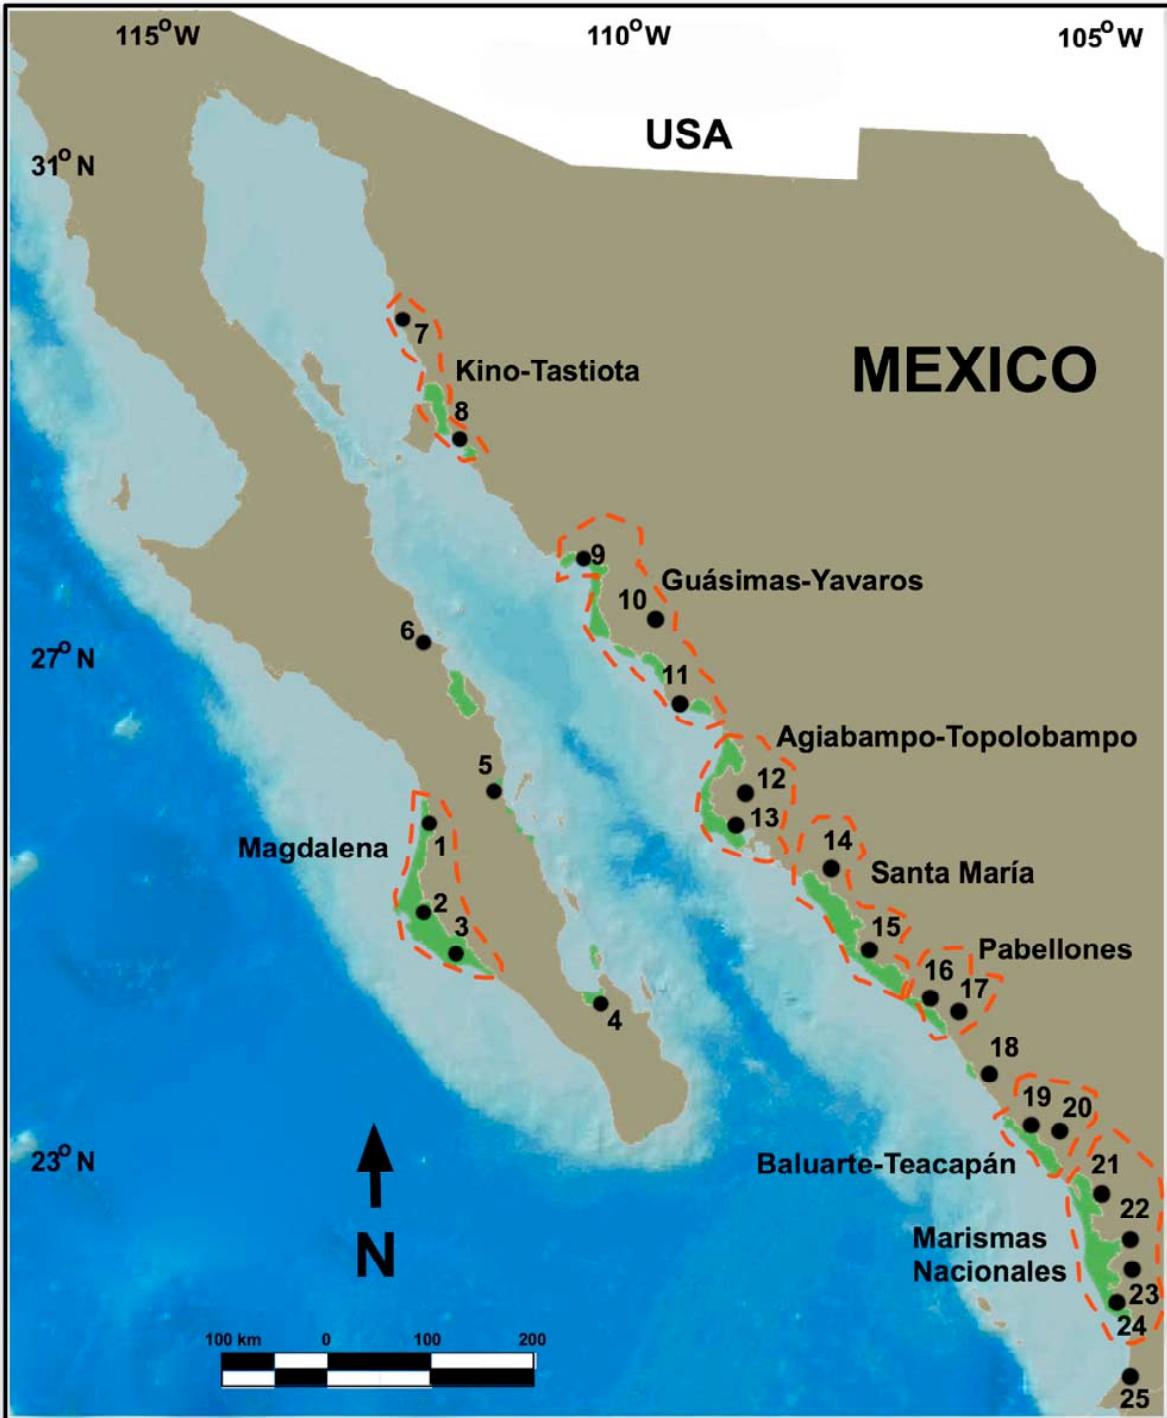 115°W
110°W
105°W
USA
31°N
7
Kino-Tastiota
MEXICO
8
9
Guásimas-Yavaros
10
6
27°N
11
Agiabampo-Topolobampo
5
12
13
Magdalena
1
14
Santa María
2
3
15
Pabellones
16
17
4
18
19
20
23°N
Baluarte-Teacapán
21
22
Marismas
Nacionales
N
23
24
100 km 0 100 200
25